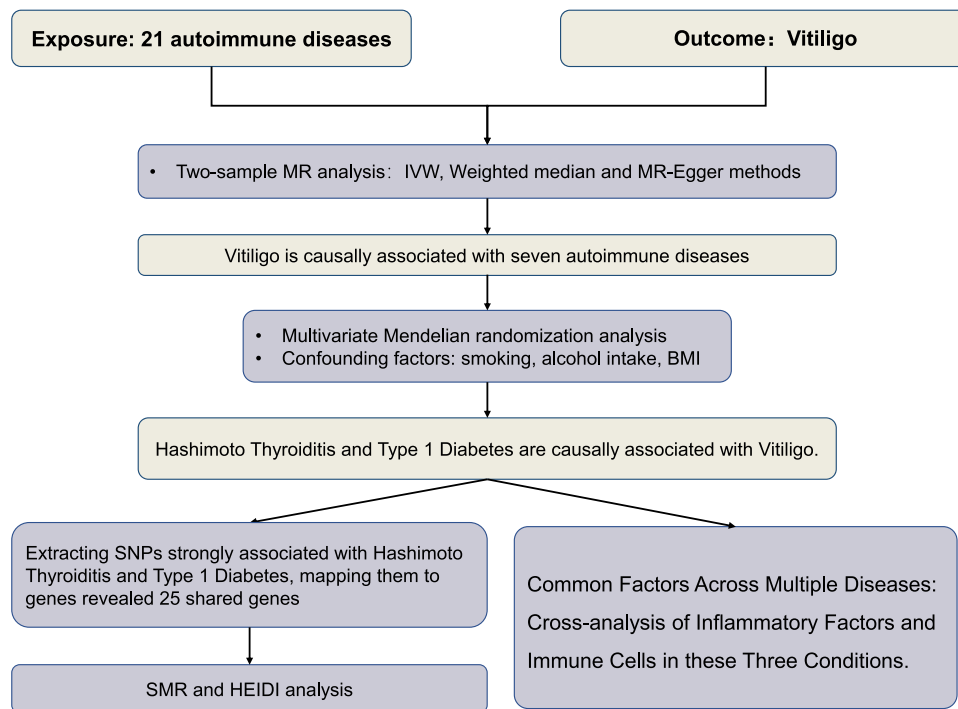 Exposure: 21 autoimmune diseases
Outcome：Vitiligo
• Two-sample MR analysis：IVW, Weighted median and MR-Egger methods
Vitiligo is causally associated with seven autoimmune diseases
• Multivariate Mendelian randomization analysis
• Confounding factors: smoking, alcohol intake, BMI
Hashimoto Thyroiditis and Type 1 Diabetes are causally associated with Vitiligo.
Extracting SNPs strongly associated with Hashimoto
Thyroiditis and Type 1 Diabetes, mapping them to
genes revealed 25 shared genes
SMR and HEIDI analysis
Common Factors Across Multiple Diseases:
Cross-analysis of Inflammatory Factors and
Immune Cells in these Three Conditions.